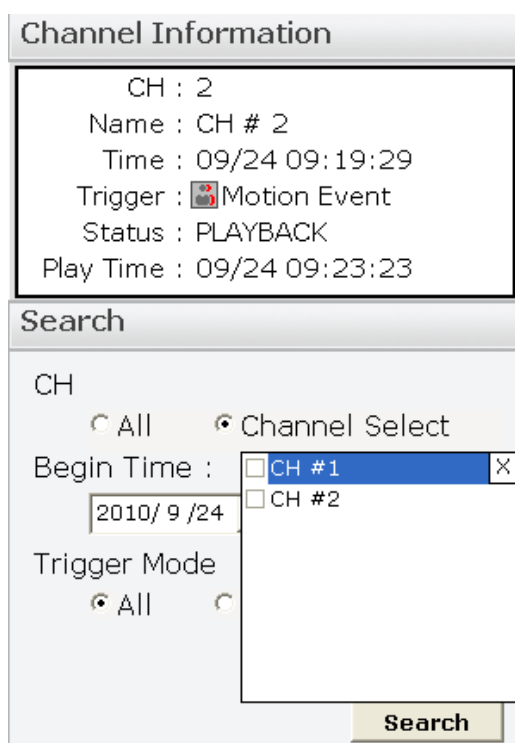 Channel Information
CH : 2
Name : CH # 2
Time : 09/24 09:19:29
Trigger : Motion Event
Status : PLAYBACK
Play Time : 09/24 09:23:23
Search
CH
All Channel Select
Begin Time :
CH #1 X
CH #2
2010/ 9 /24
Trigger Mode
All
Search